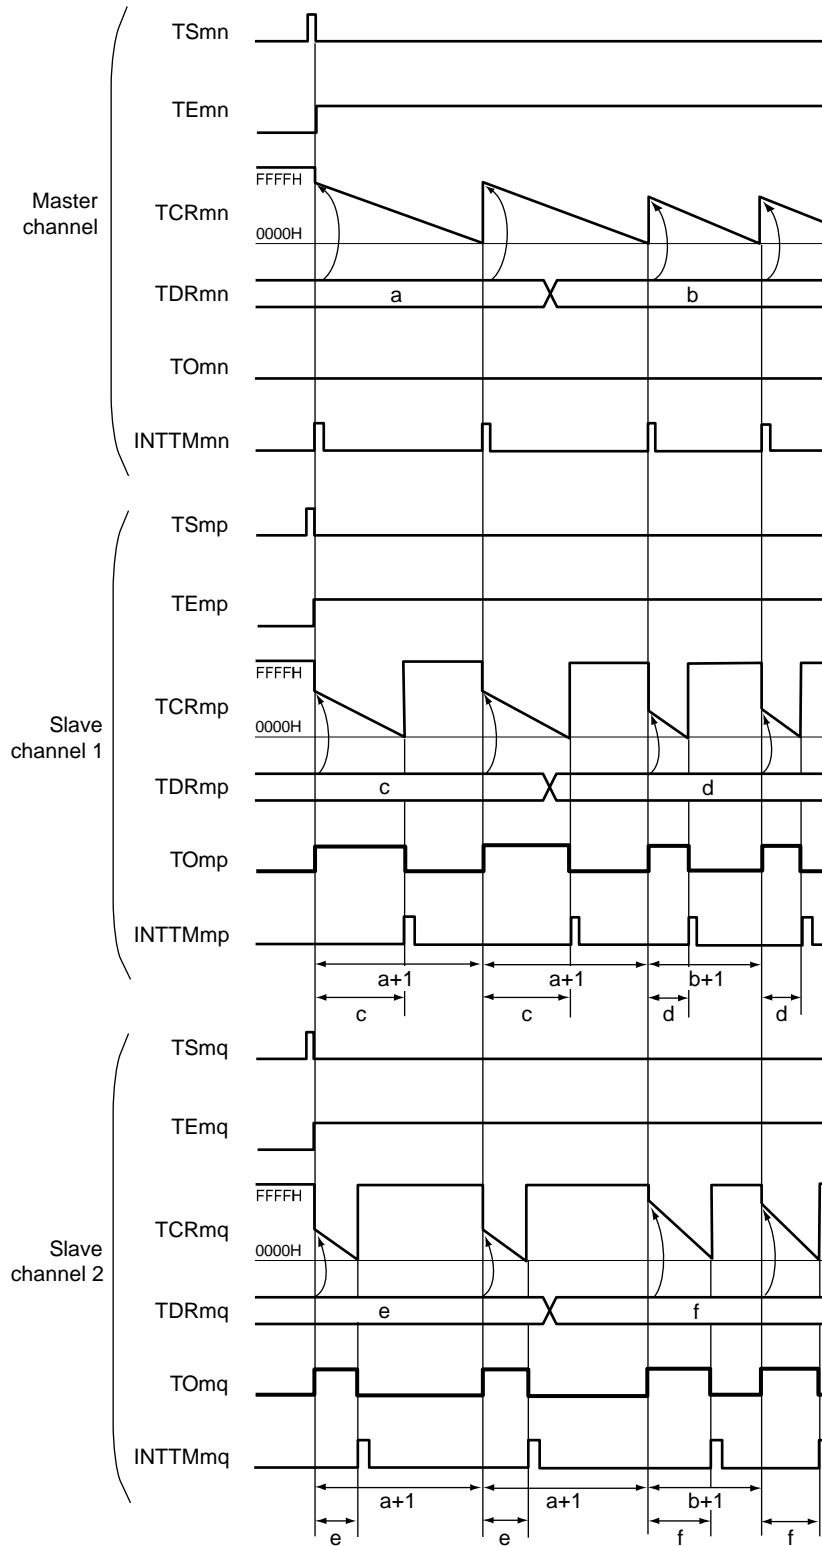 TSmn
TEmn
FFFFH
Master
channel
TCRmn
0000H
TDRmn
a
b
TOmn
INTTMmn
TSmp
TEmp
FFFFH
TCRmp
Slave
channel 1
0000H
TDRmp
c
d
TOmp
INTTMmp
a+1
a+1
b+1
c
c
d
d
TSmq
TEmq
FFFFH
TCRmq
Slave
channel 2
0000H
TDRmq
e
f
TOmq
INTTMmq
a+1
a+1
b+1
e
e
f
f